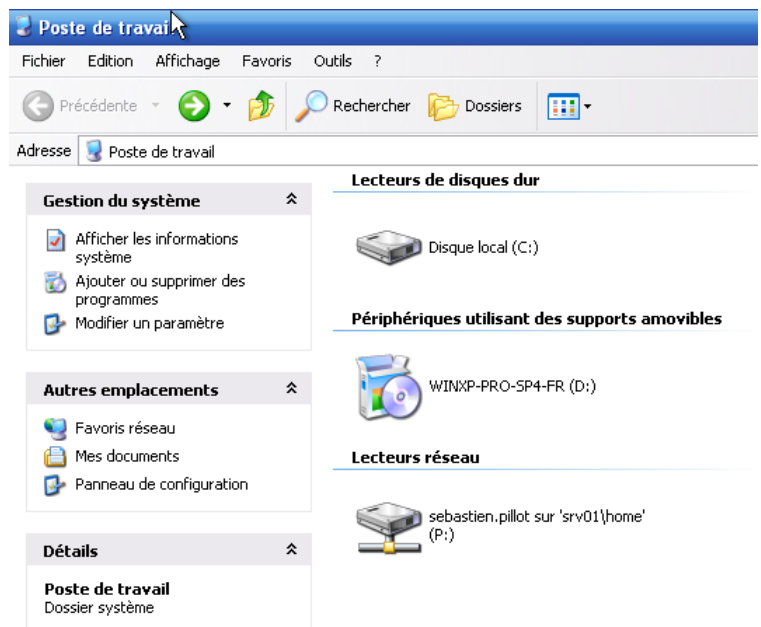 Poste de travail
Fichier Edition Affichage Favoris Outils ?
Précédente Rechercher Dossiers
Adresse Poste de travail
Gestion du système
Afficher les informations
système
Ajouter ou supprimer des
programmes
Modifier un paramètre
Autres emplacements
Favoris réseau
Mes documents
Panneau de configuration
Détails
Poste de travail
Dossier système
Lecteurs de disques dur
Disque local (C:)
Périphériques utilisant des supports amovibles
WINXP-PRO-SP4-FR (D:)
Lecteurs réseau
sebastien.pillot sur 'srv01\home'
(P:)